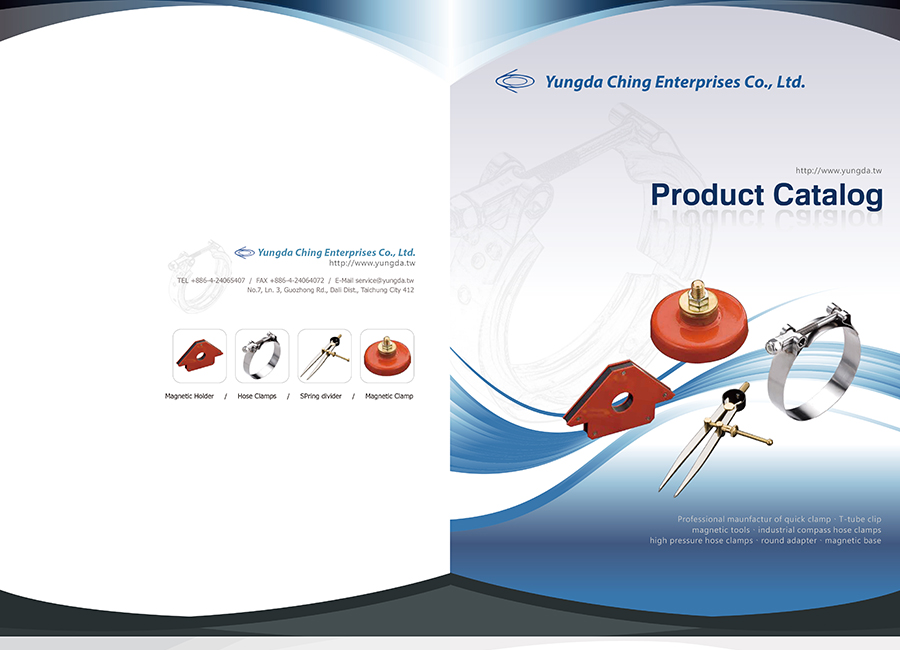 Yungda Ching Enterprises Co., Ltd.
http://www.yungda.tw
TEL +886-4-24065407 / FAX +886-4-24064072 / E-Mail service@yungda.tw
No.7, Ln. 3, Guozhong Rd., Dali Dist., Taichung City 412
Magnetic Holder / Hose Clamps / SPring divider / Magnetic Clamp
Yungda Ching Enterprises Co., Ltd.
http://www.yungda.tw
Product Catalog
Professional maunfactur of quick clamp · T-tube clip
magnetic tools · industrial compass hose clamps
high pressure hose clamps · round adapter · magnetic base